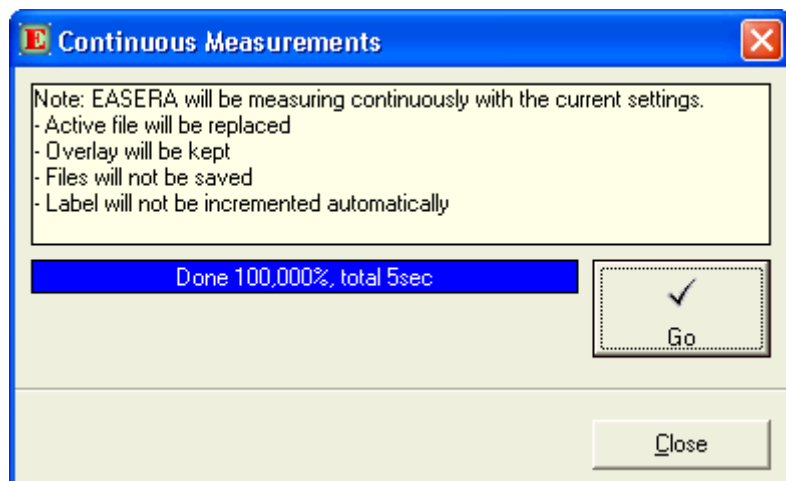 E Continuous Measurements
Note: EASERA will be measuring continuously with the current settings.
- Active file will be replaced
- Overlay will be kept
- Files will not be saved
- Label will not be incremented automatically
Done 100,000%, total 5sec
Go
Close